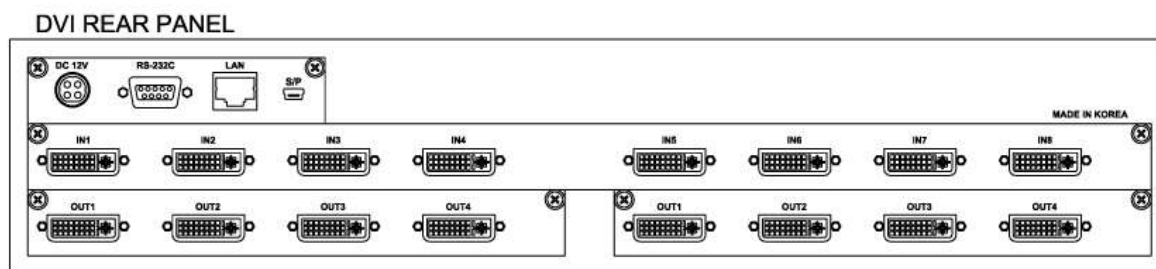 DVI REAR PANEL
DC 12V RS-232C LAN S/P
MADE IN KOREA
IN1 IN2 IN3 IN4 IN5 IN6 IN7 IN8
OUT1 OUT2 OUT3 OUT4 OUT1 OUT2 OUT3 OUT4